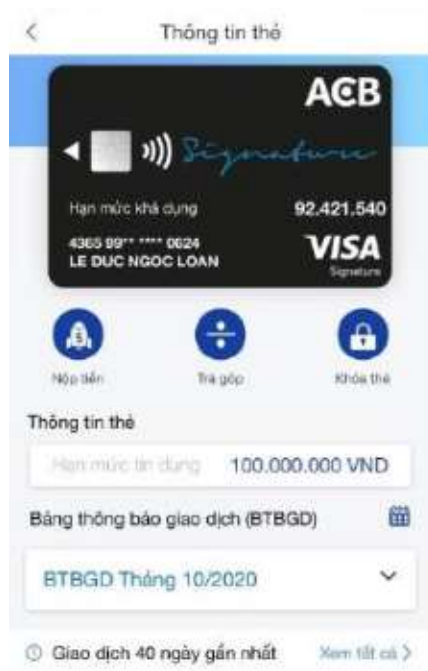 Thông tin thẻ
ACB
Signature
Hạn mức khả dụng 92.421.540
4365 99** **** 0624
LE DUC NGOC LOAN
VISA
Signature
Nộp tiền Trả góp Khóa thẻ
Thông tin thẻ
Hạn mức tín dụng 100.000.000 VND
Bảng thông báo giao dịch (BTBGD)
BTBGD Tháng 10/2020
Giao dịch 40 ngày gần nhất Xem tất cả